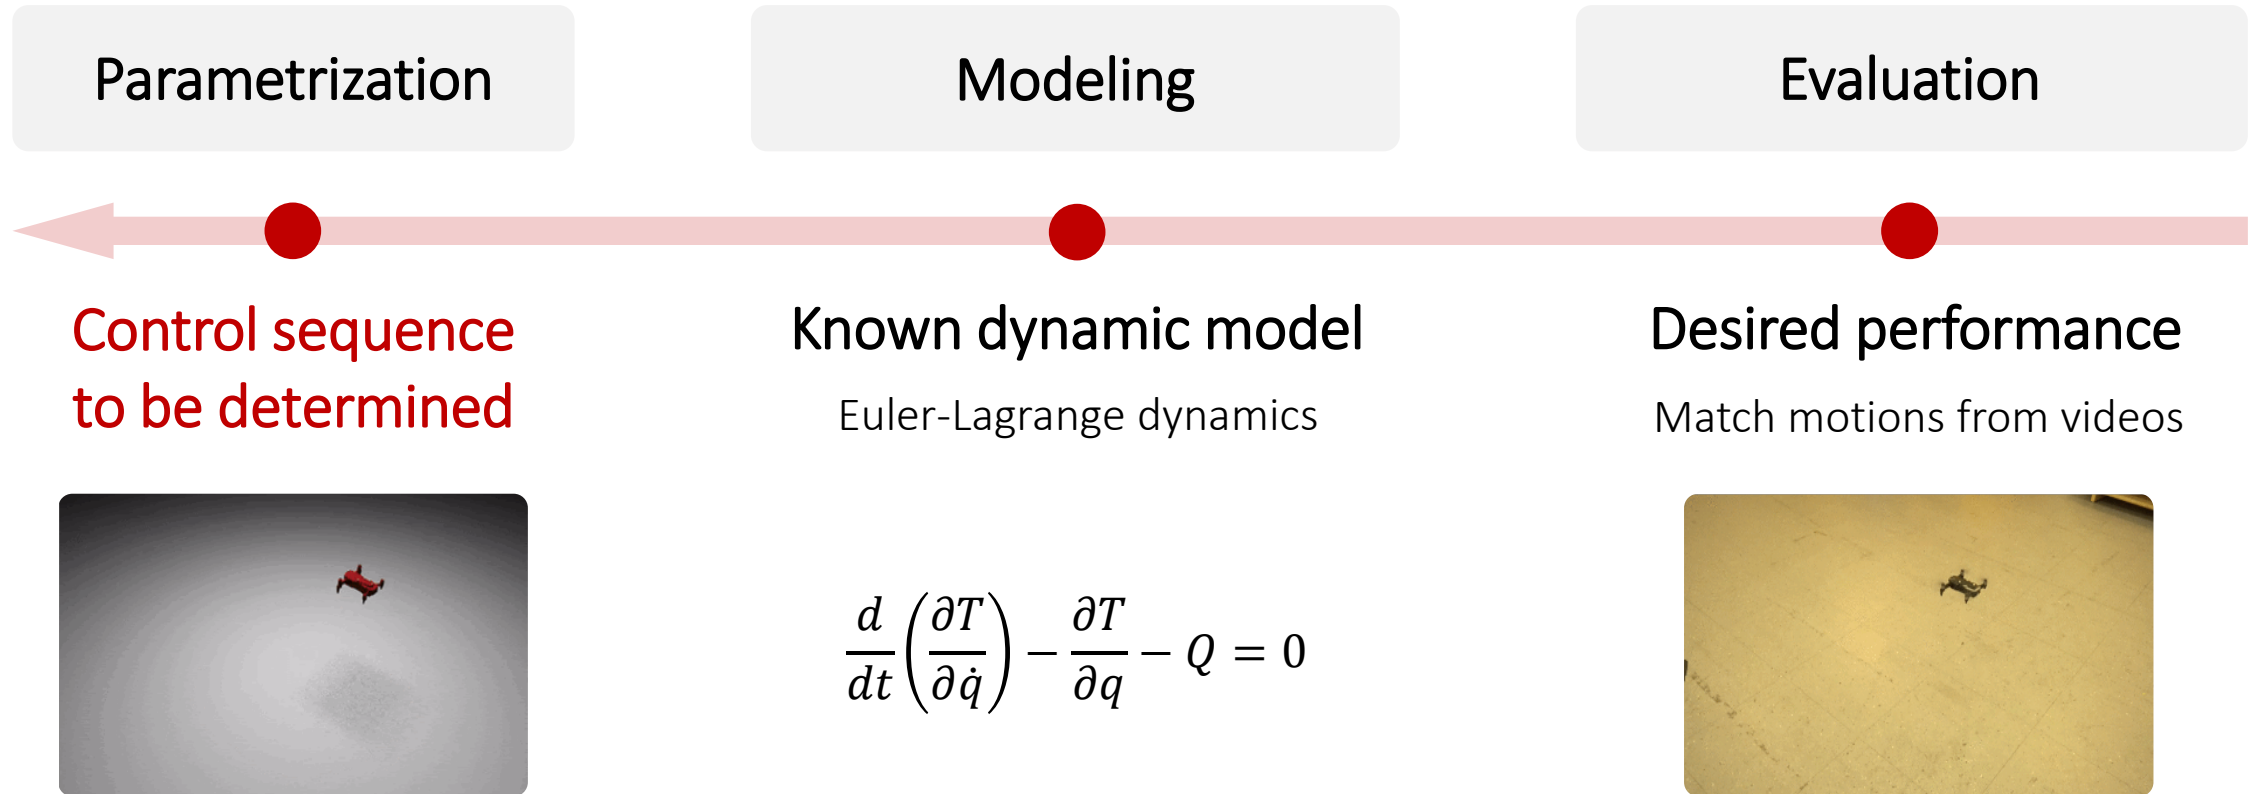 Parametrization
Modeling
Evaluation
Control sequence
to be determined
Known dynamic model
Euler-Lagrange dynamics
Desired performance
Match motions from videos
d/dt (∂T/∂q̇) − ∂T/∂q − Q = 0